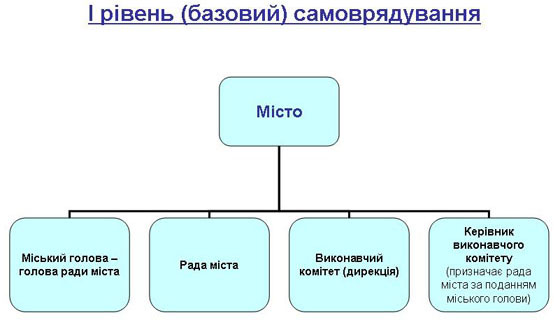 І рівень (базовий) самоврядування
Місто
Міський голова –
голова ради міста
Рада міста
Виконавчий
комітет (дирекція)
Керівник
виконавчого
комітету
(призначає рада
міста за поданням
міського голови)